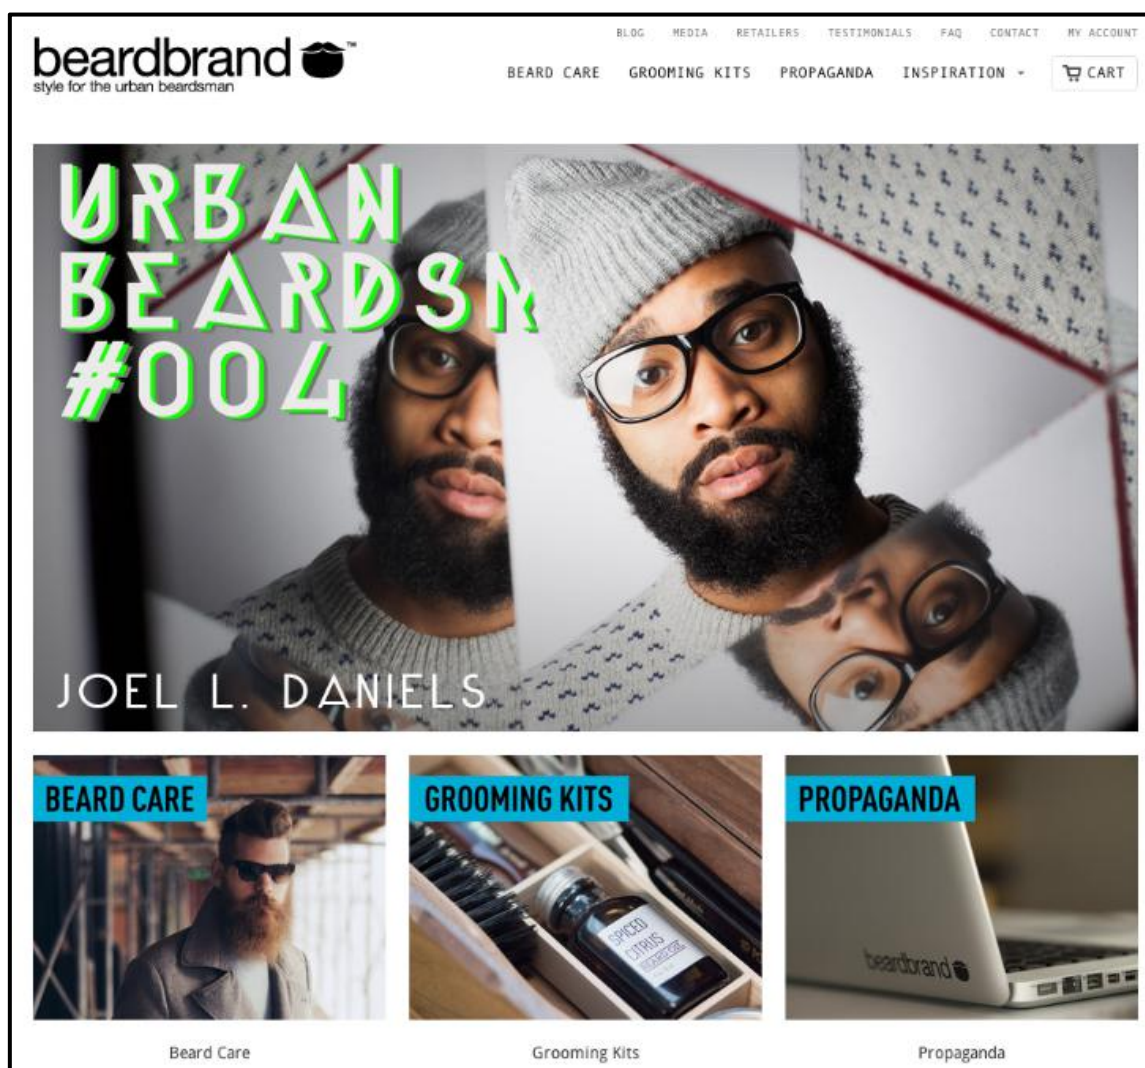 BLOG MEDIA RETAILERS TESTIMONIALS FAQ CONTACT MY ACCOUNT
beardbrand™
style for the urban beardsman
BEARD CARE GROOMING KITS PROPAGANDA INSPIRATION CART
URBAN
BEARDSM
#004
JOEL L. DANIELS
BEARD CARE
GROOMING KITS
PROPAGANDA
SPICED
CITRUS
BEARD OIL
beardbrand
Beard Care Grooming Kits Propaganda